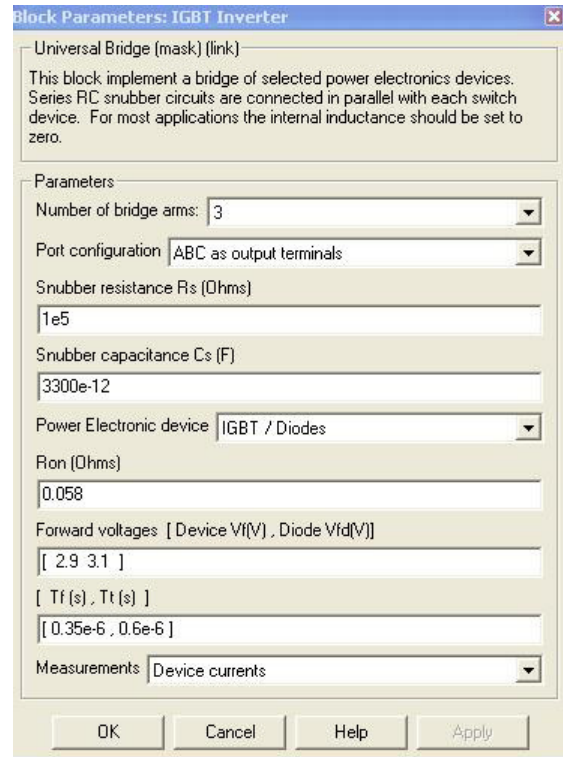 Block Parameters: IGBT Inverter
Universal Bridge (mask) (link)
This block implement a bridge of selected power electronics devices.
Series RC snubber circuits are connected in parallel with each switch
device. For most applications the internal inductance should be set to
zero.
Parameters
Number of bridge arms: 3
Port configuration ABC as output terminals
Snubber resistance Rs (Ohms)
1e5
Snubber capacitance Cs (F)
3300e-12
Power Electronic device IGBT / Diodes
Ron (Ohms)
0.058
Forward voltages [ Device Vf(V) , Diode Vfd(V)]
[ 2.9 3.1 ]
[ Tf (s) , Tt (s) ]
[ 0.35e-6 , 0.6e-6 ]
Measurements Device currents
OK Cancel Help Apply